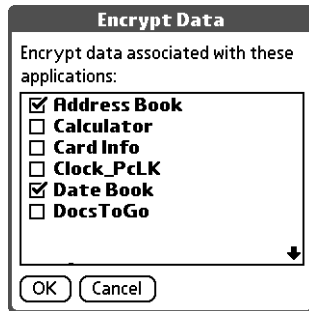 Encrypt Data
Encrypt data associated with these
applications:
Address Book
Calculator
Card Info
Clock_PcLK
Date Book
DocsToGo
OK Cancel